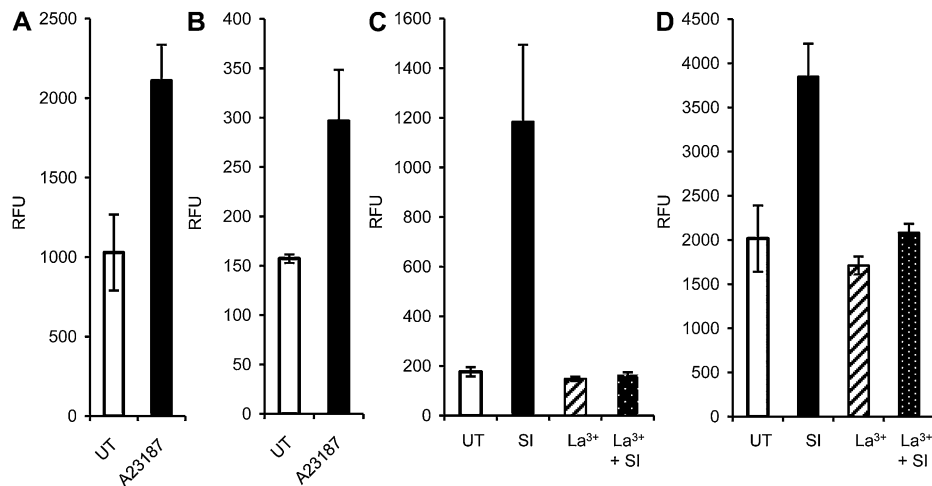 A
RFU
2500
2000
1500
1000
500
0
UT
A23187
B
RFU
400
350
300
250
200
150
100
50
0
UT
A23187
C
RFU
1600
1400
1200
1000
800
600
400
200
0
UT
SI
La³⁺
La³⁺
+ SI
D
RFU
4500
4000
3500
3000
2500
2000
1500
1000
500
0
UT
SI
La³⁺
La³⁺
+ SI